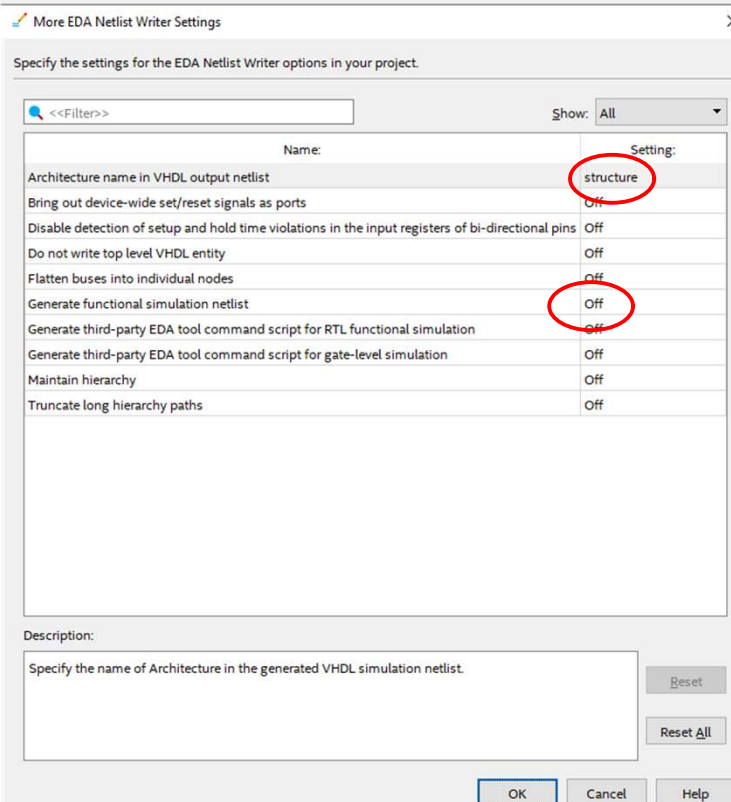 More EDA Netlist Writer Settings
Specify the settings for the EDA Netlist Writer options in your project.
<<Filter>> Show: All
Name: Setting:
Architecture name in VHDL output netlist structure
Bring out device-wide set/reset signals as ports Off
Disable detection of setup and hold time violations in the input registers of bi-directional pins Off
Do not write top level VHDL entity Off
Flatten buses into individual nodes Off
Generate functional simulation netlist Off
Generate third-party EDA tool command script for RTL functional simulation Off
Generate third-party EDA tool command script for gate-level simulation Off
Maintain hierarchy Off
Truncate long hierarchy paths Off
Description:
Specify the name of Architecture in the generated VHDL simulation netlist.
Reset
Reset All
OK Cancel Help